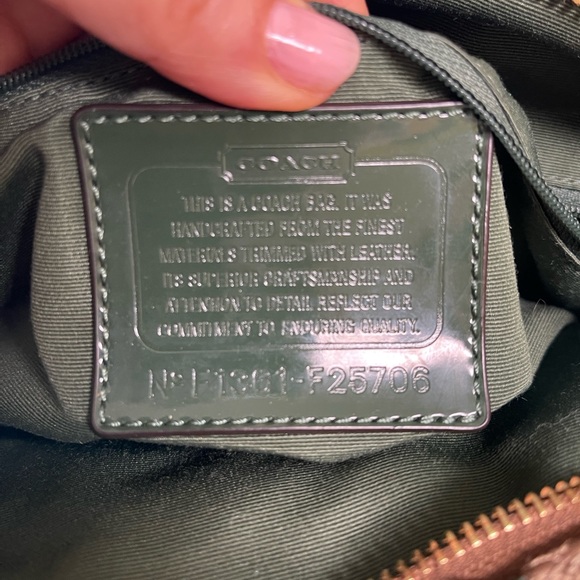 COACH
THIS IS A COACH BAG. IT WAS
HANDCRAFTED FROM THE FINEST
MATERIALS TRIMMED WITH LEATHER.
ITS SUPERIOR CRAFTSMANSHIP AND
ATTENTION TO DETAIL REFLECT OUR
COMMITMENT TO ENDURING QUALITY.
Nº F1361-F25706